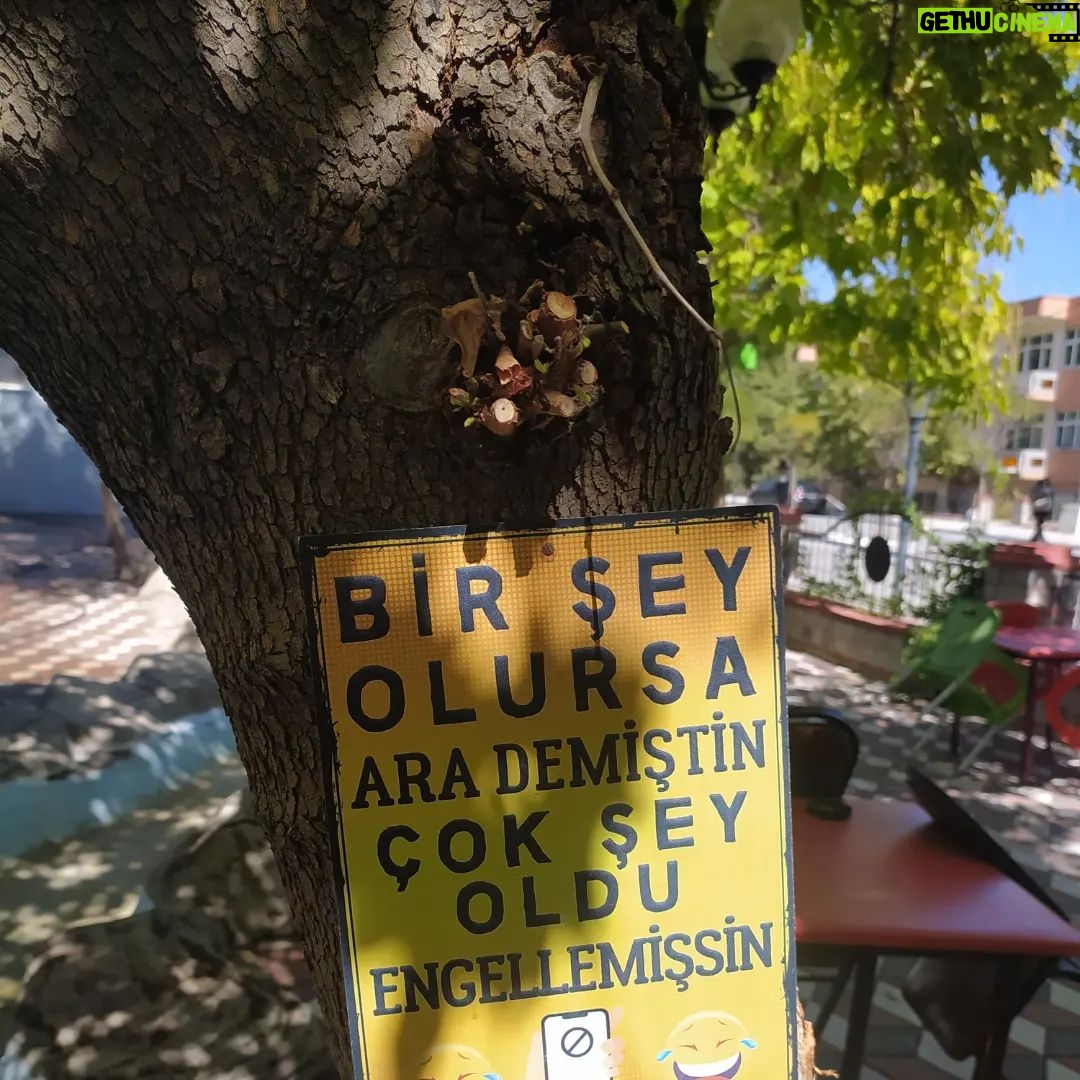 GETHUCINEMA
BİR ŞEY
OLURSA
ARA DEMİŞTİN
ÇOK ŞEY
OLDU
ENGELLEMİŞSİN